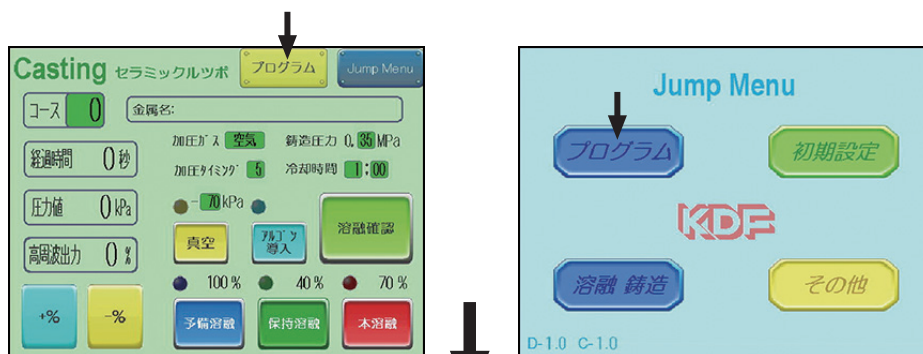 Casting セラミックルツボ プログラム Jump Menu
コース 0 金属名:
加圧ガス 空気 鋳造圧力 0. 35 MPa
経過時間 0 秒 加圧タイミング 5 冷却時間 1:00
圧力値 0 kPa - 70 kPa
高周波出力 0 % 真空 アルゴン 導入 溶融確認
100 % 40 % 70 %
+% -% 予備溶融 保持溶融 本溶融
Jump Menu
プログラム 初期設定
KDF
溶融 鋳造 その他
D-1.0 C-1.0